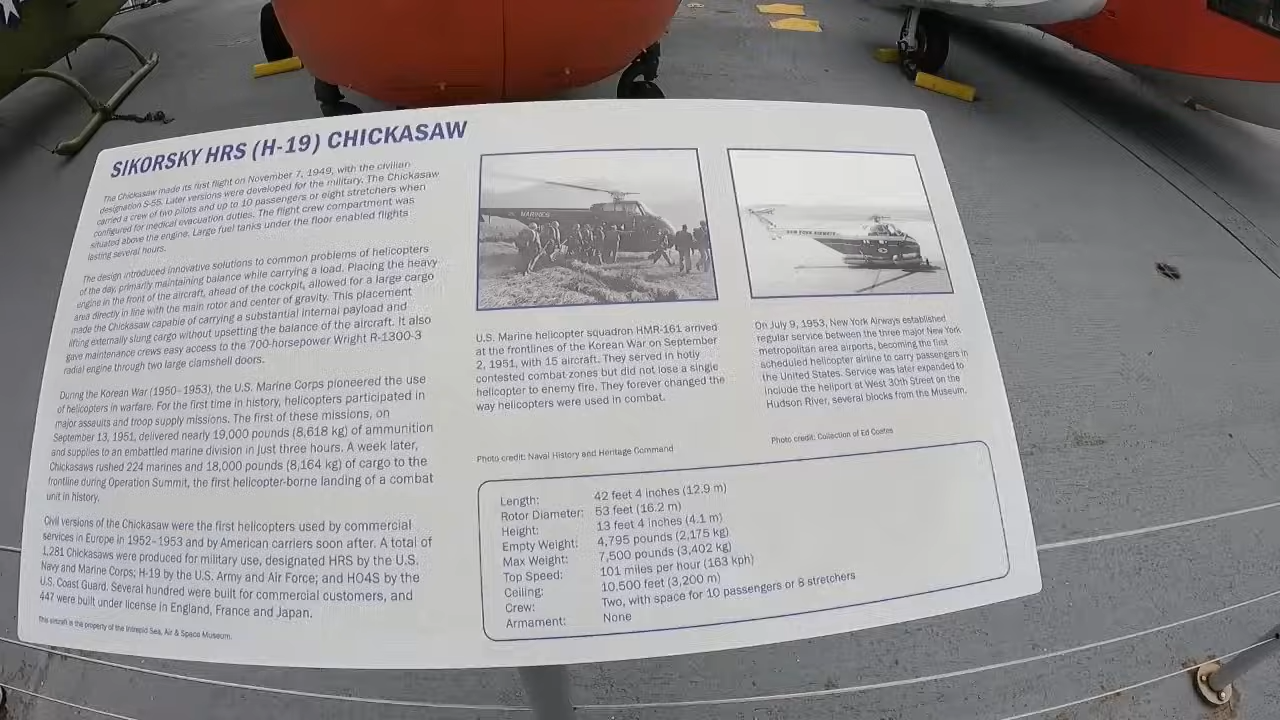 SIKORSKY HRS (H-19) CHICKASAW
The Chickasaw made its first flight on November 7, 1949, with the civilian
designation S-55. Later versions were developed for the military. The Chickasaw
carried a crew of two pilots and up to 10 passengers or eight stretchers when
configured for medical evacuation duties. The flight crew compartment was
situated above the engine. Large fuel tanks under the floor enabled flights
lasting several hours.
The design introduced innovative solutions to common problems of helicopters
of the day, primarily maintaining balance while carrying a load. Placing the heavy
engine in the front of the aircraft, ahead of the cockpit, allowed for a large cargo
area directly in line with the main rotor and center of gravity. This placement
made the Chickasaw capable of carrying a substantial internal payload and
lifting externally slung cargo without upsetting the balance of the aircraft. It also
gave maintenance crews easy access to the 700-horsepower Wright R-1300-3
radial engine through two large clamshell doors.
During the Korean War (1950–1953), the U.S. Marine Corps pioneered the use
of helicopters in warfare. For the first time in history, helicopters participated in
major assaults and troop supply missions. The first of these missions, on
September 13, 1951, delivered nearly 19,000 pounds (8,618 kg) of ammunition
and supplies to an embattled marine division in just three hours. A week later,
Chickasaws rushed 224 marines and 18,000 pounds (8,164 kg) of cargo to the
frontline during Operation Summit, the first helicopter-borne landing of a combat
unit in history.
Civil versions of the Chickasaw were the first helicopters used by commercial
services in Europe in 1952–1953 and by American carriers soon after. A total of
1,281 Chickasaws were produced for military use, designated HRS by the U.S.
Navy and Marine Corps; H-19 by the U.S. Army and Air Force; and HO4S by the
U.S. Coast Guard. Several hundred were built for commercial customers, and
447 were built under license in England, France and Japan.
This aircraft is the property of the Intrepid Sea, Air & Space Museum.
MARINES
U.S. Marine helicopter squadron HMR-161 arrived
at the frontlines of the Korean War on September
2, 1951, with 15 aircraft. They served in hotly
contested combat zones but did not lose a single
helicopter to enemy fire. They forever changed the
way helicopters were used in combat.
Photo credit: Naval History and Heritage Command
NEW YORK AIRWAYS
On July 9, 1953, New York Airways established
regular service between the three major New York
metropolitan area airports, becoming the first
scheduled helicopter airline to carry passengers in
the United States. Service was later expanded to
include the heliport at West 30th Street on the
Hudson River, several blocks from the Museum.
Photo credit: Collection of Ed Coates
Length: 42 feet 4 inches (12.9 m)
Rotor Diameter: 53 feet (16.2 m)
Height: 13 feet 4 inches (4.1 m)
Empty Weight: 4,795 pounds (2,175 kg)
Max Weight: 7,500 pounds (3,402 kg)
Top Speed: 101 miles per hour (163 kph)
Ceiling: 10,500 feet (3,200 m)
Crew: Two, with space for 10 passengers or 8 stretchers
Armament: None